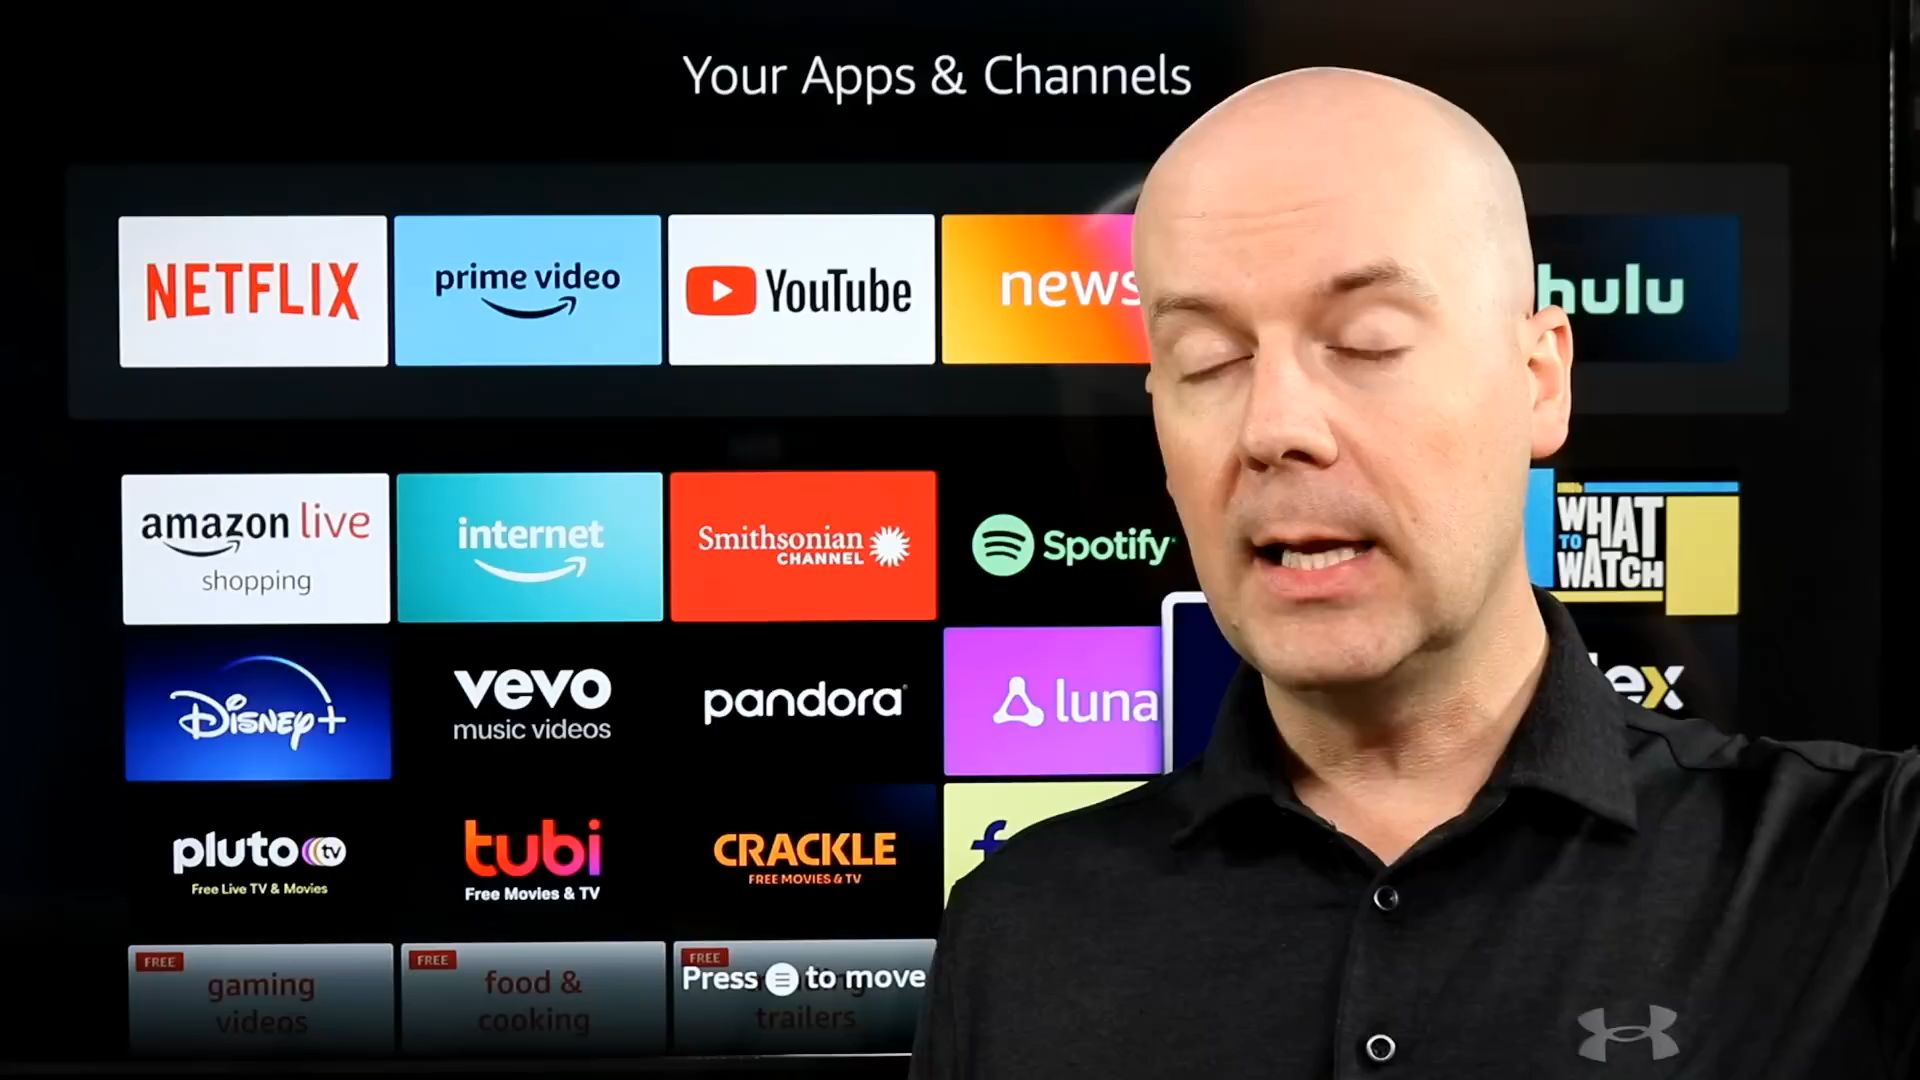 Your Apps & Channels
NETFLIX
prime video
YouTube
news
hulu
amazon live
shopping
internet
Smithsonian
CHANNEL
Spotify
IMDb
WHAT
TO
WATCH
Disney+
vevo
music videos
pandora
luna
ex
pluto tv
Free Live TV & Movies
tubi
Free Movies & TV
CRACKLE
FREE MOVIES & TV
f
FREE
gaming
videos
FREE
food &
cooking
FREE
Press to move
trailers